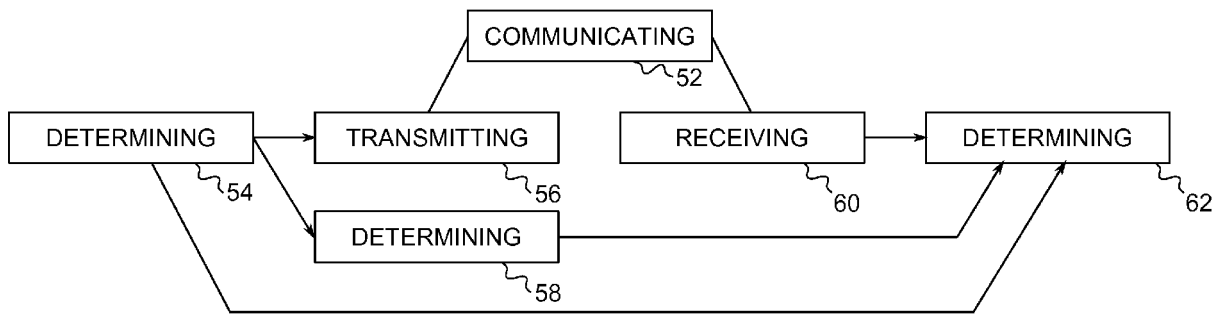 COMMUNICATING
52
DETERMINING
TRANSMITTING
RECEIVING
DETERMINING
54
56
60
62
DETERMINING
58